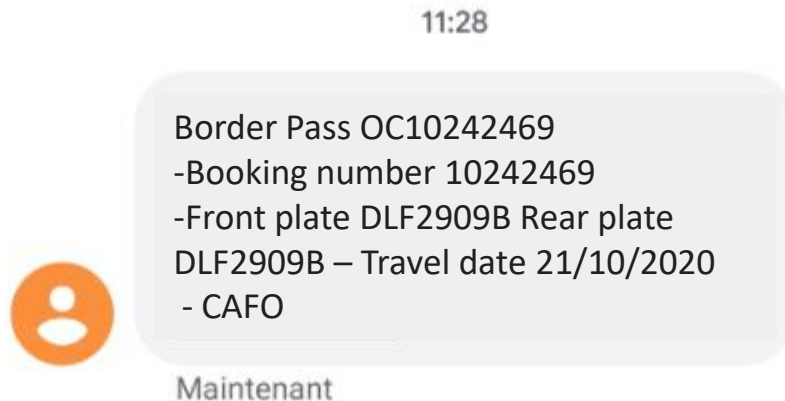 11:28
Border Pass OC10242469
-Booking number 10242469
-Front plate DLF2909B Rear plate
DLF2909B – Travel date 21/10/2020
- CAFO
Maintenant